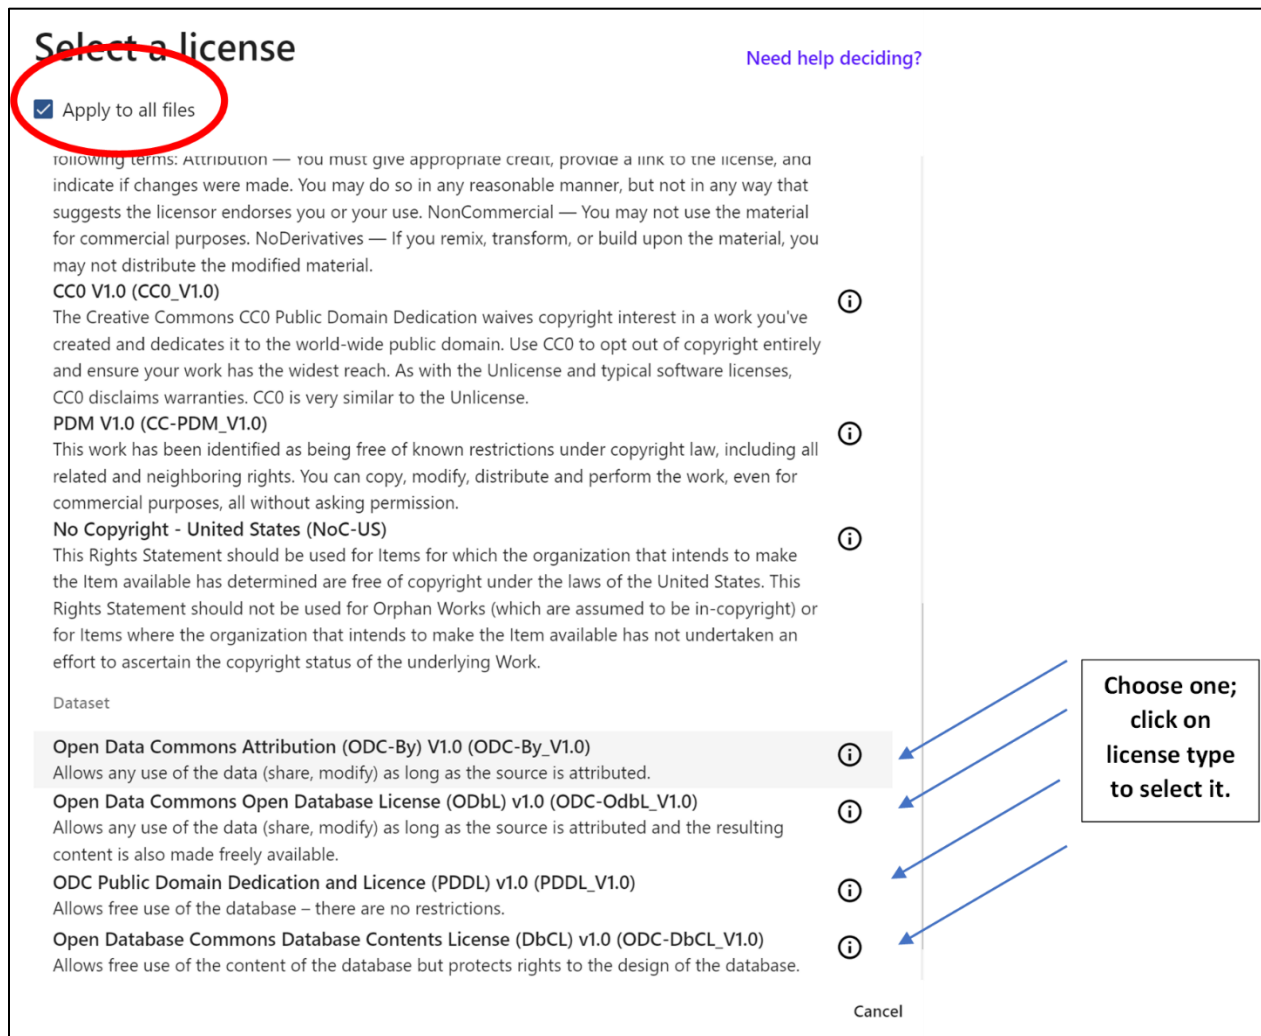 Select a license
Need help deciding?
Apply to all files
following terms: Attribution — You must give appropriate credit, provide a link to the license, and
indicate if changes were made. You may do so in any reasonable manner, but not in any way that
suggests the licensor endorses you or your use. NonCommercial — You may not use the material
for commercial purposes. NoDerivatives — If you remix, transform, or build upon the material, you
may not distribute the modified material.
CC0 V1.0 (CC0_V1.0)
The Creative Commons CC0 Public Domain Dedication waives copyright interest in a work you've
created and dedicates it to the world-wide public domain. Use CC0 to opt out of copyright entirely
and ensure your work has the widest reach. As with the Unlicense and typical software licenses,
CC0 disclaims warranties. CC0 is very similar to the Unlicense.
PDM V1.0 (CC-PDM_V1.0)
This work has been identified as being free of known restrictions under copyright law, including all
related and neighboring rights. You can copy, modify, distribute and perform the work, even for
commercial purposes, all without asking permission.
No Copyright - United States (NoC-US)
This Rights Statement should be used for Items for which the organization that intends to make
the Item available has determined are free of copyright under the laws of the United States. This
Rights Statement should not be used for Orphan Works (which are assumed to be in-copyright) or
for Items where the organization that intends to make the Item available has not undertaken an
effort to ascertain the copyright status of the underlying Work.
Dataset
Open Data Commons Attribution (ODC-By) V1.0 (ODC-By_V1.0)
Allows any use of the data (share, modify) as long as the source is attributed.
Open Data Commons Open Database License (ODbL) v1.0 (ODC-OdbL_V1.0)
Allows any use of the data (share, modify) as long as the source is attributed and the resulting
content is also made freely available.
ODC Public Domain Dedication and Licence (PDDL) v1.0 (PDDL_V1.0)
Allows free use of the database – there are no restrictions.
Open Database Commons Database Contents License (DbCL) v1.0 (ODC-DbCL_V1.0)
Allows free use of the content of the database but protects rights to the design of the database.
Choose one;
click on
license type
to select it.
Cancel